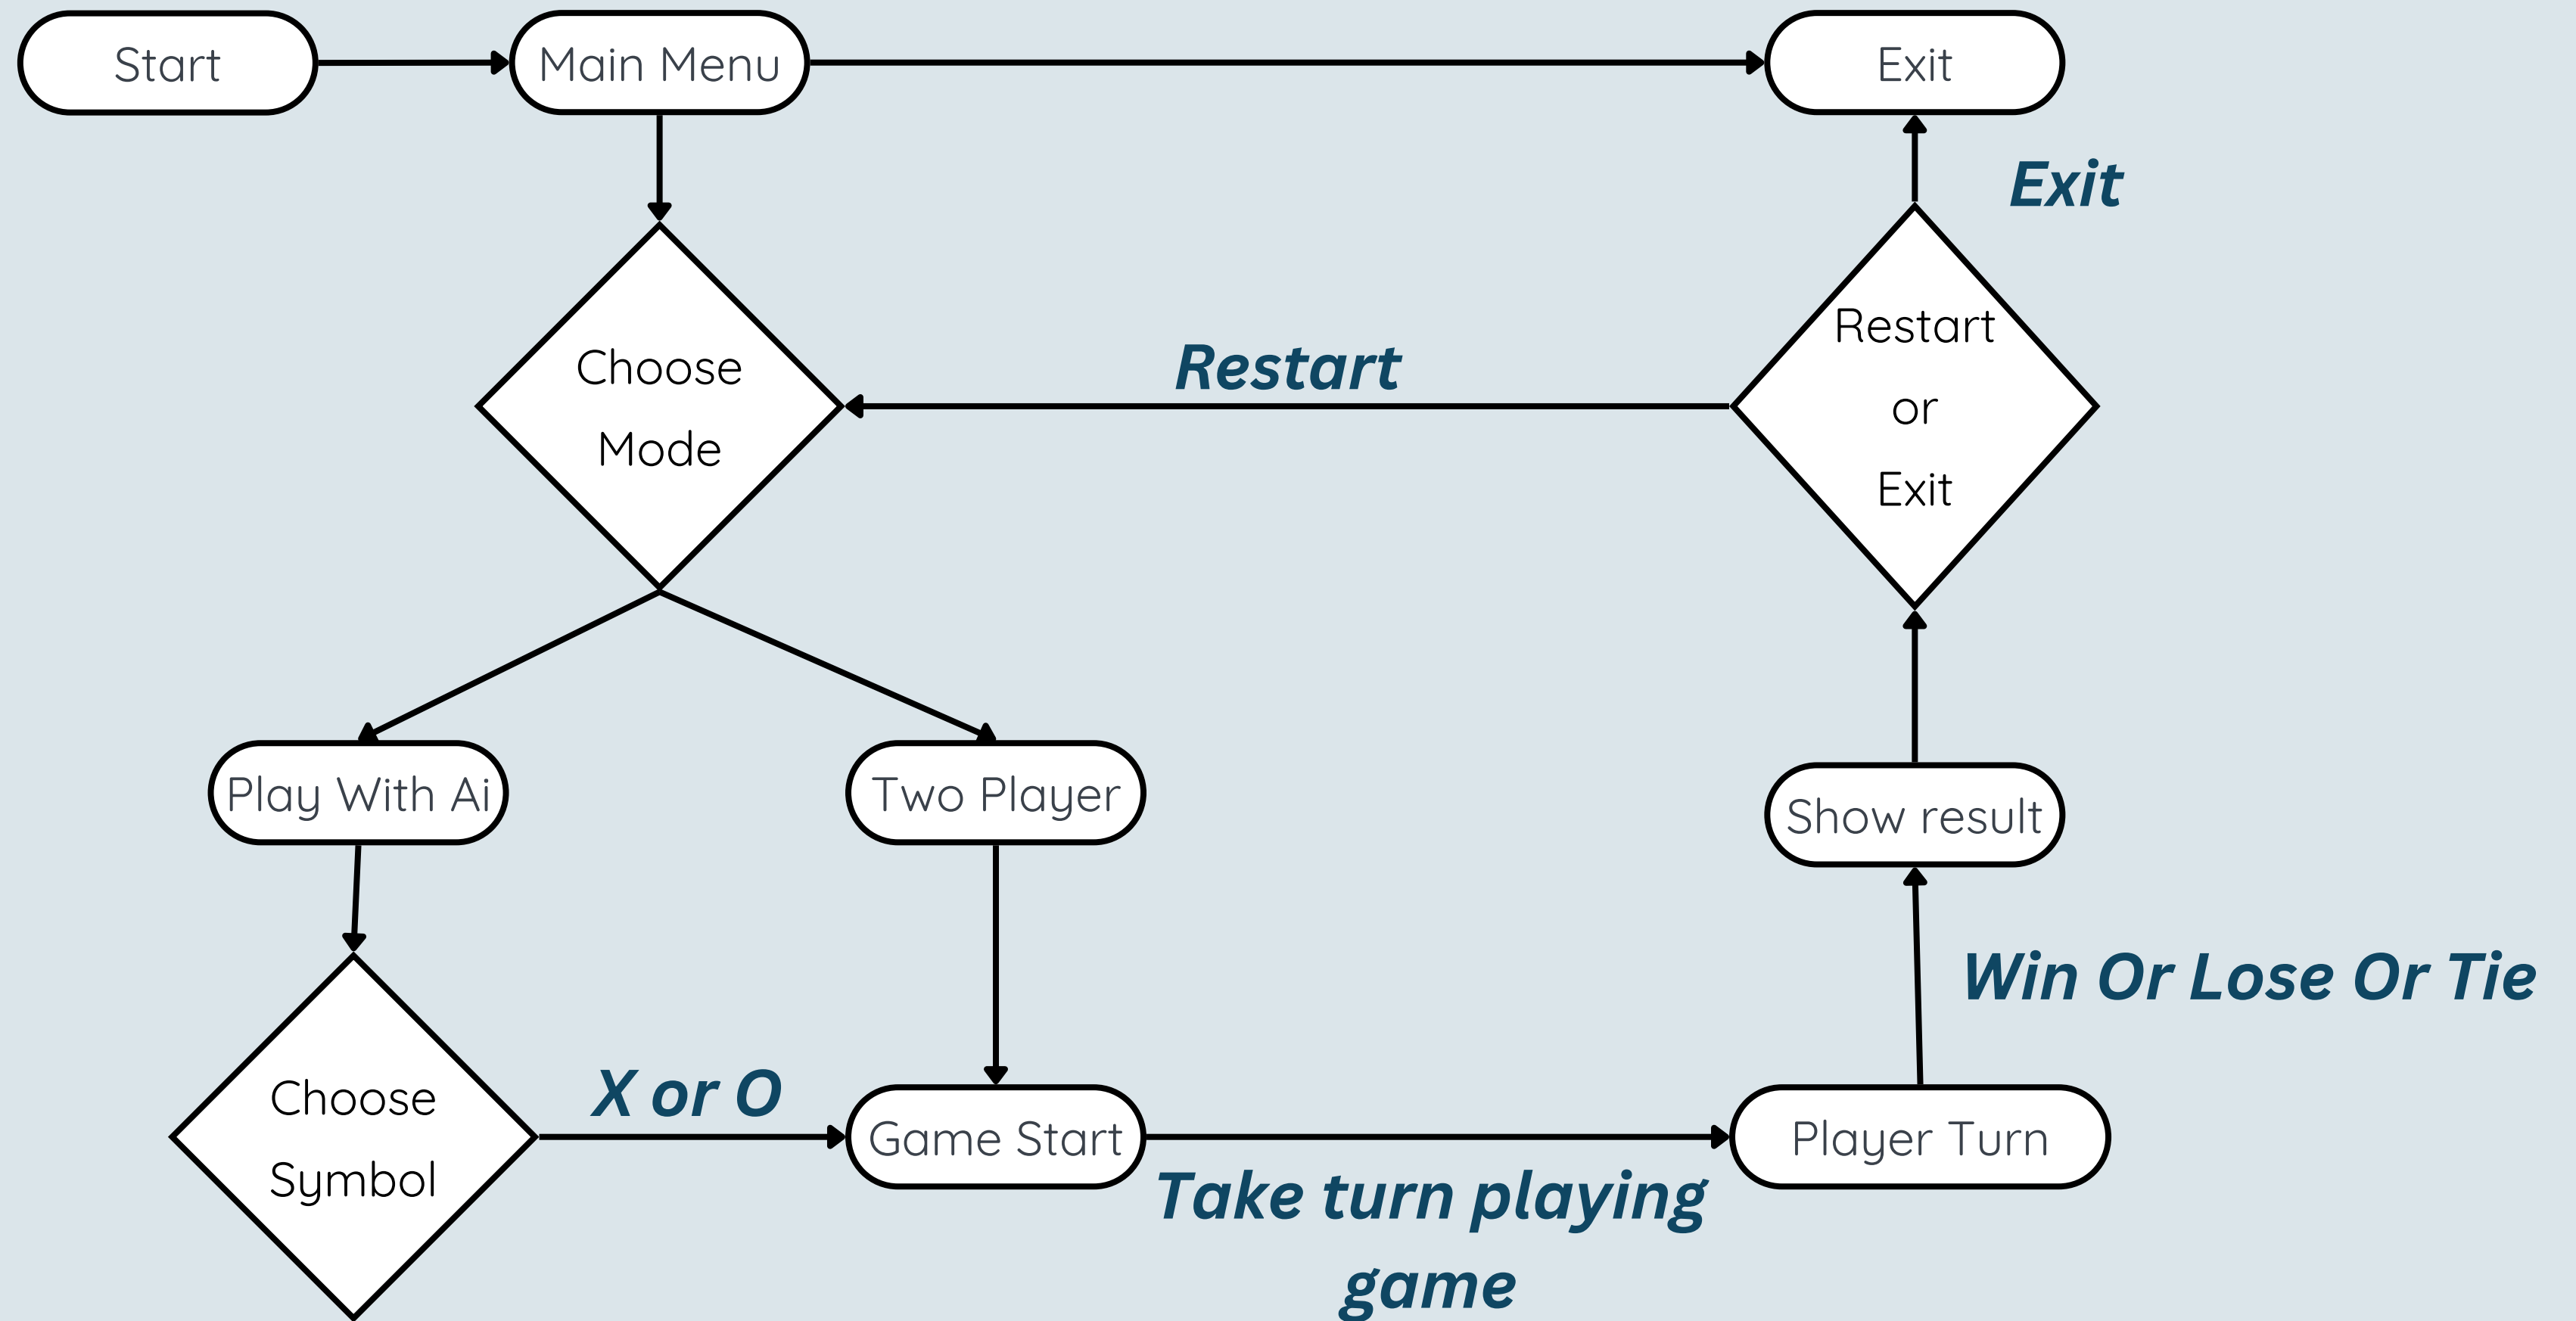 Start
Main Menu
Exit
Exit
Choose
Mode
Restart
Restart
or
Exit
Play With Ai
Two Player
Show result
Win Or Lose Or Tie
Choose
Symbol
X or O
Game Start
Take turn playing
game
Player Turn